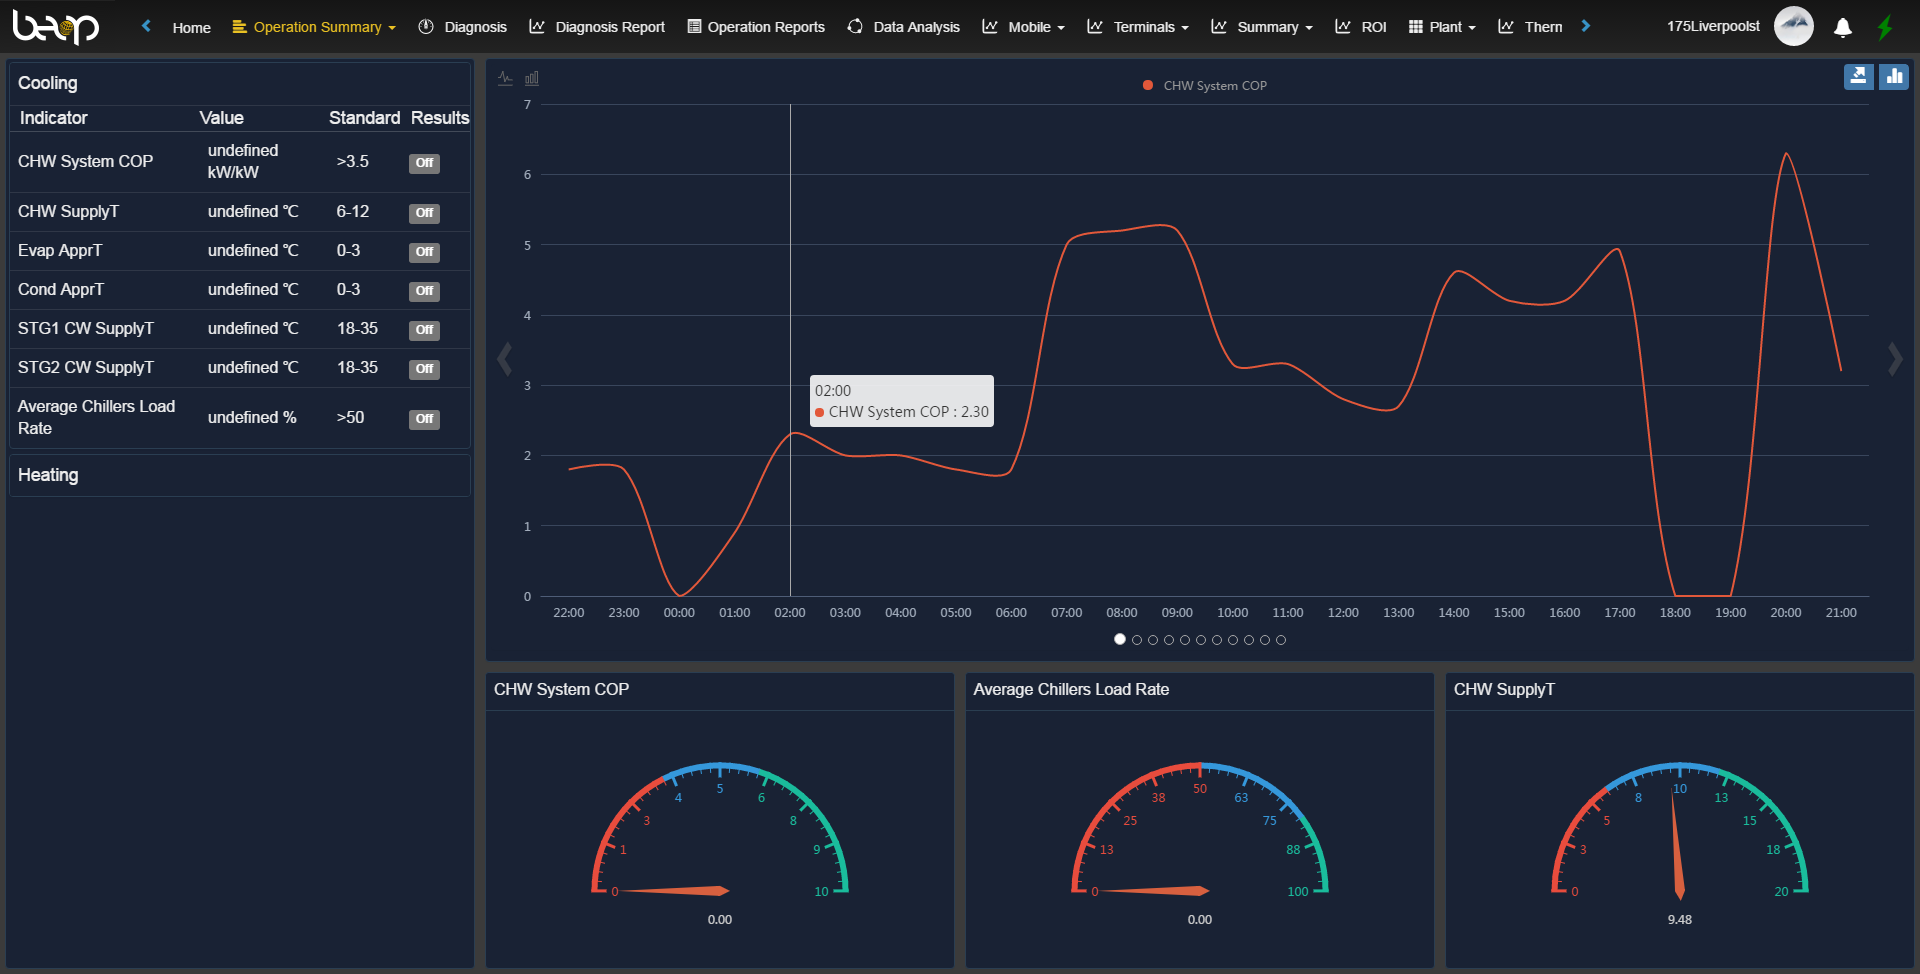 beop
Home Operation Summary Diagnosis Diagnosis Report Operation Reports Data Analysis Mobile Terminals Summary ROI Plant Therm 175Liverpoolst
Cooling
Indicator Value Standard Results
CHW System COP undefined kW/kW >3.5 Off
CHW SupplyT undefined ℃ 6-12 Off
Evap ApprT undefined ℃ 0-3 Off
Cond ApprT undefined ℃ 0-3 Off
STG1 CW SupplyT undefined ℃ 18-35 Off
STG2 CW SupplyT undefined ℃ 18-35 Off
Average Chillers Load Rate undefined % >50 Off
Heating
CHW System COP
7
6
5
4
3
2
1
0
02:00
CHW System COP : 2.30
22:00 23:00 00:00 01:00 02:00 03:00 04:00 05:00 06:00 07:00 08:00 09:00 10:00 11:00 12:00 13:00 14:00 15:00 16:00 17:00 18:00 19:00 20:00 21:00
CHW System COP
0 1 3 4 5 6 8 9 10
0.00
Average Chillers Load Rate
0 13 25 38 50 63 75 88 100
0.00
CHW SupplyT
0 3 5 8 10 13 15 18 20
9.48